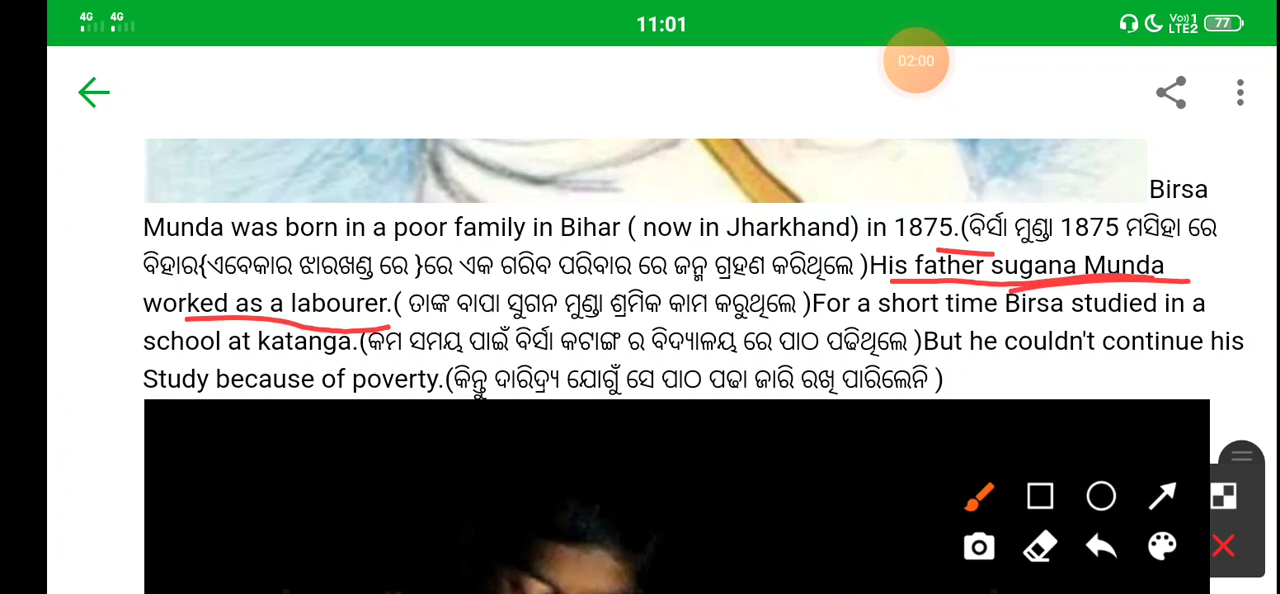 4G 4G
11:01
Vo))1
LTE2
77
02:00
Birsa
Munda was born in a poor family in Bihar ( now in Jharkhand) in 1875.(ବିର୍ସା ମୁଣ୍ଡା 1875 ମସିହା ରେ
ବିହାର{ଏବେକାର ଝାରଖଣ୍ଡ ରେ }ରେ ଏକ ଗରିବ ପରିବାର ରେ ଜନ୍ମ ଗ୍ରହଣ କରିଥିଲେ )His father sugana Munda
worked as a labourer.( ତାଙ୍କ ବାପା ସୁଗନ ମୁଣ୍ଡା ଶ୍ରମିକ କାମ କରୁଥିଲେ )For a short time Birsa studied in a
school at katanga.(କମ ସମୟ ପାଇଁ ବିର୍ସା କଟାଙ୍ଗ ର ବିଦ୍ୟାଳୟ ରେ ପାଠ ପଢିଥିଲେ )But he couldn't continue his
Study because of poverty.(କିନ୍ତୁ ଦାରିଦ୍ର୍ୟ ଯୋଗୁଁ ସେ ପାଠ ପଢା ଜାରି ରଖି ପାରିଲେନି )